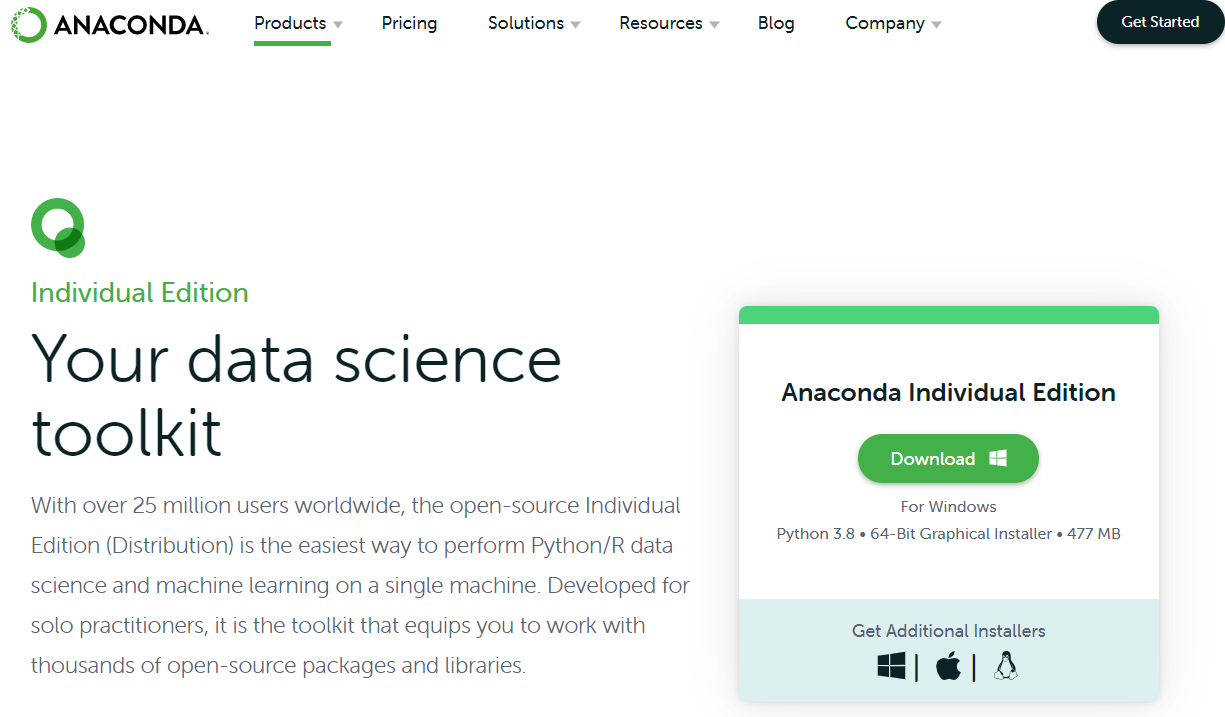 ANACONDA.
Products Pricing Solutions Resources Blog Company Get Started
Individual Edition
Your data science
toolkit
With over 25 million users worldwide, the open-source Individual
Edition (Distribution) is the easiest way to perform Python/R data
science and machine learning on a single machine. Developed for
solo practitioners, it is the toolkit that equips you to work with
thousands of open-source packages and libraries.
Anaconda Individual Edition
Download
For Windows
Python 3.8 • 64-Bit Graphical Installer • 477 MB
Get Additional Installers